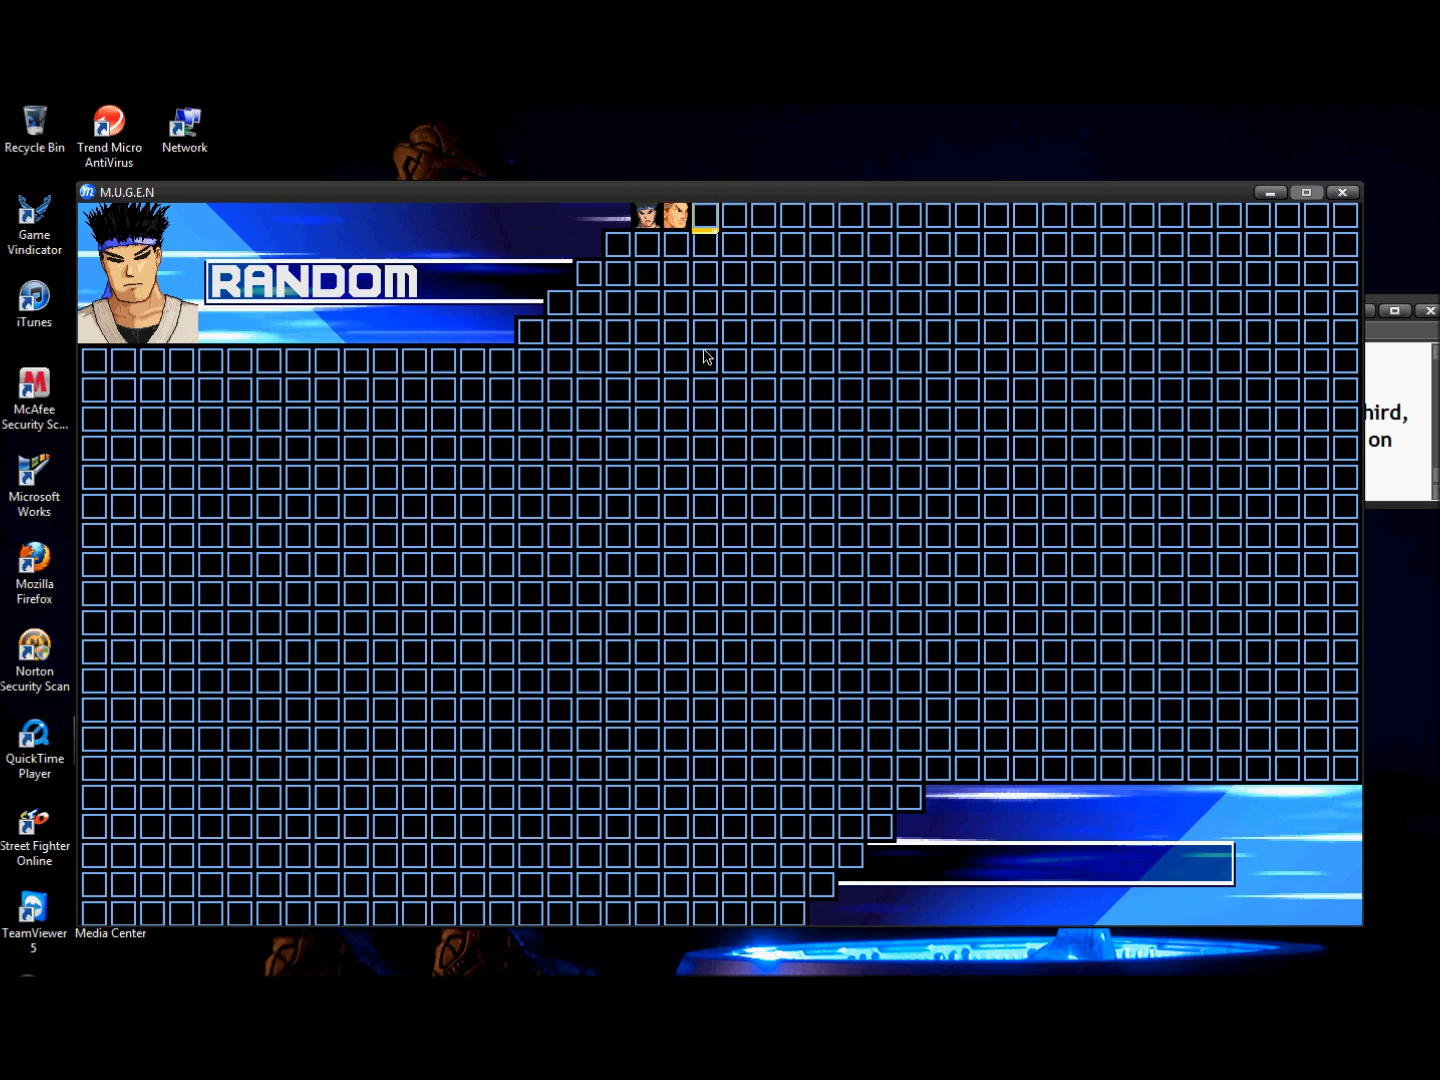 Recycle Bin
Trend Micro
AntiVirus
Network
M.U.G.E.N
Game
Vindicator
RANDOM
iTunes
McAfee
Security Sc...
hird,
on
Microsoft
Works
Mozilla
Firefox
Norton
Security Scan
QuickTime
Player
Street Fighter
Online
TeamViewer
5
Media Center